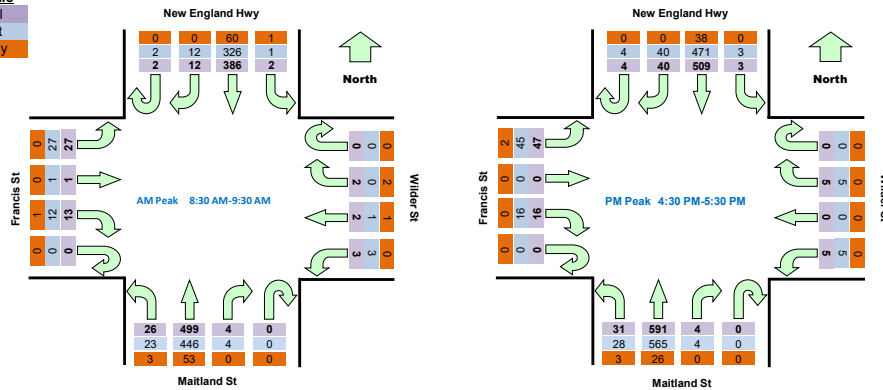 New England Hwy
0 0 60 1
2 12 326 1
2 12 386 2
North
Francis St
0 27 27
0 1 1
1 12 13
0 0 0
AM Peak 8:30 AM-9:30 AM
0 0 0
2 0 2
2 1 1
3 3 0
Wilder St
26 499 4 0
23 446 4 0
3 53 0 0
Maitland St
New England Hwy
0 0 38 0
4 40 471 3
4 40 509 3
North
Francis St
2 45 47
0 0 0
0 16 16
0 0 0
PM Peak 4:30 PM-5:30 PM
0 0 0
5 5 0
0 0 0
5 5 0
Wilder St
31 591 4 0
28 565 4 0
3 26 0 0
Maitland St